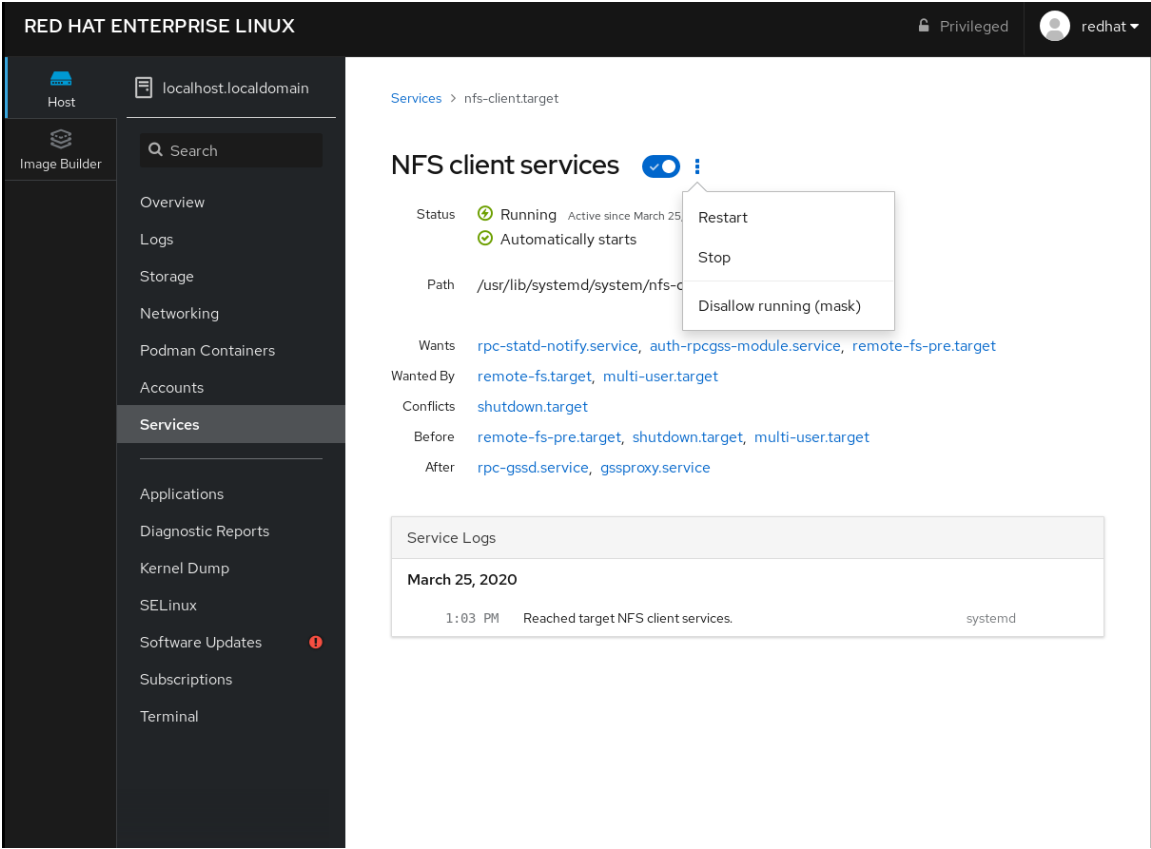 RED HAT ENTERPRISE LINUX
Privileged
redhat
Host
Image Builder
localhost.localdomain
Search
Overview
Logs
Storage
Networking
Podman Containers
Accounts
Services
Applications
Diagnostic Reports
Kernel Dump
SELinux
Software Updates
Subscriptions
Terminal
Services > nfs-client.target
NFS client services
Restart
Stop
Disallow running (mask)
Status Running Active since March 25,
Automatically starts
Path /usr/lib/systemd/system/nfs-c
Wants rpc-statd-notify.service, auth-rpcgss-module.service, remote-fs-pre.target
Wanted By remote-fs.target, multi-user.target
Conflicts shutdown.target
Before remote-fs-pre.target, shutdown.target, multi-user.target
After rpc-gssd.service, gssproxy.service
Service Logs
March 25, 2020
1:03 PM Reached target NFS client services. systemd